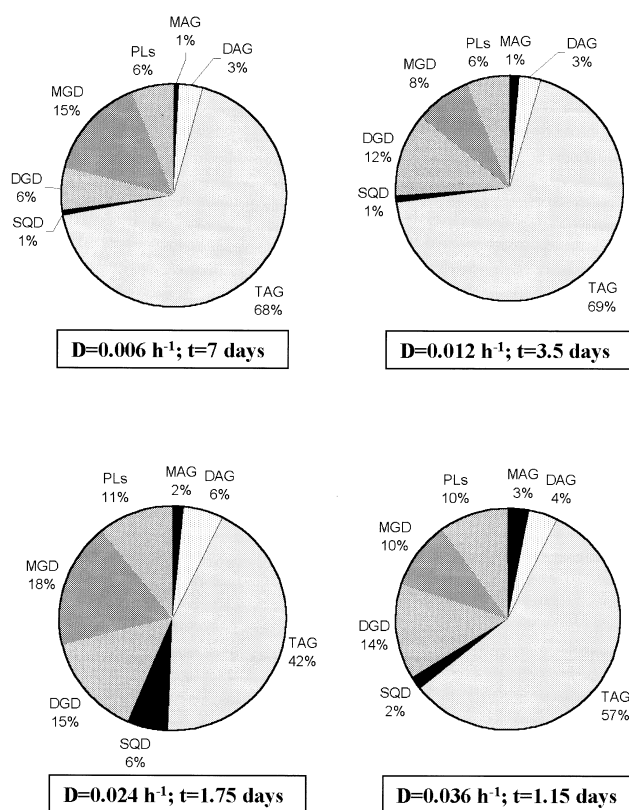 MAG
1%
DAG
3%
TAG
68%
SQD
1%
DGD
6%
MGD
15%
PLs
6%
D=0.006 h⁻¹; t=7 days
MAG
1%
DAG
3%
TAG
69%
SQD
1%
DGD
12%
MGD
8%
PLs
6%
D=0.012 h⁻¹; t=3.5 days
MAG
2%
DAG
6%
TAG
42%
SQD
6%
DGD
15%
MGD
18%
PLs
11%
D=0.024 h⁻¹; t=1.75 days
MAG
3%
DAG
4%
TAG
57%
SQD
2%
DGD
14%
MGD
10%
PLs
10%
D=0.036 h⁻¹; t=1.15 days